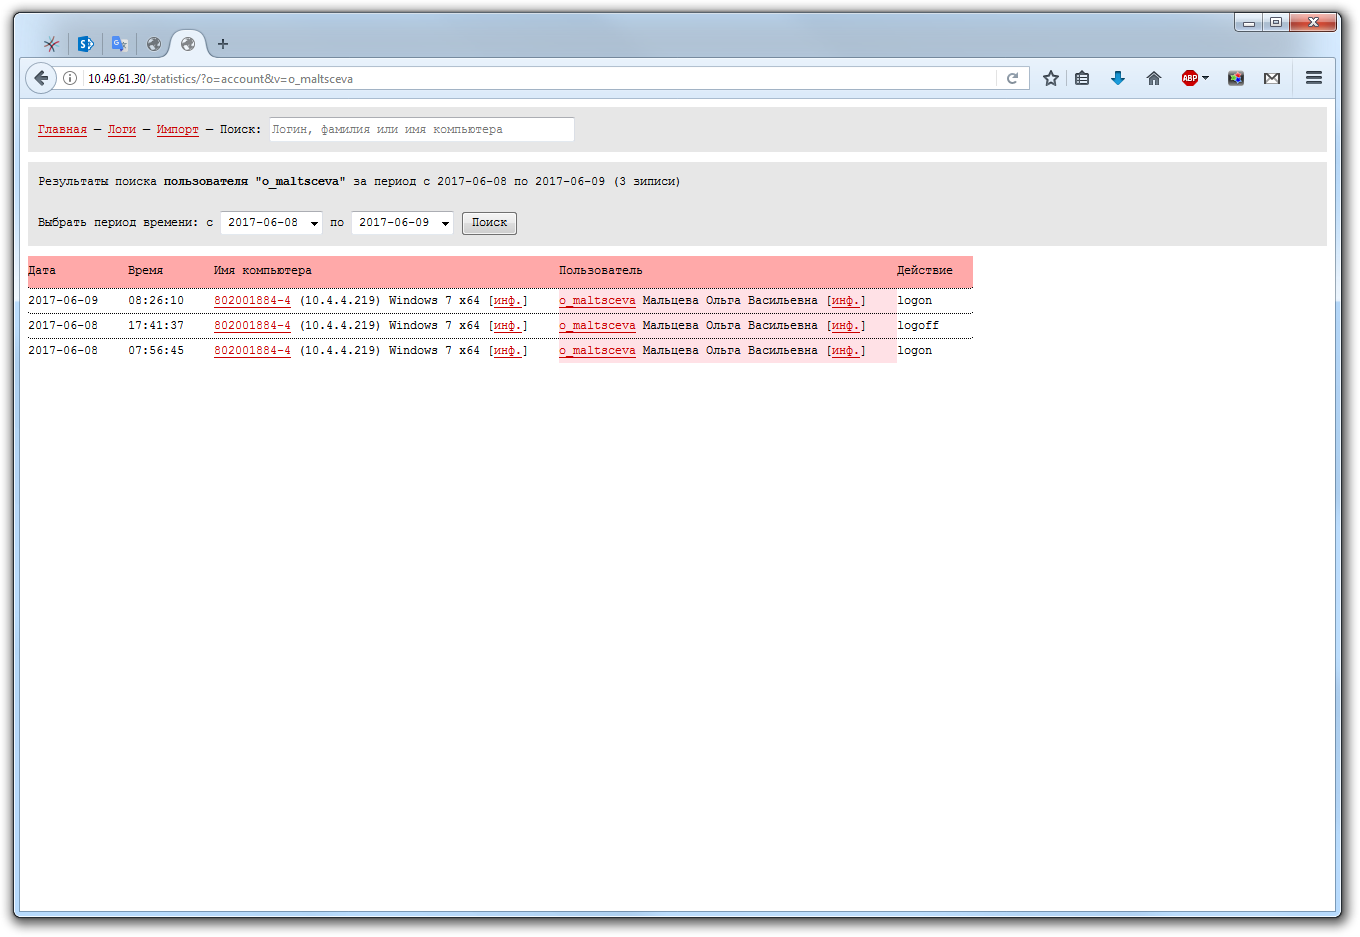 10.49.61.30/statistics/?o=account&v=o_maltsceva
ABP
Главная — Логи — Импорт — Поиск: Логин, фамилия или имя компьютера
Результаты поиска пользователя "o_maltsceva" за период с 2017-06-08 по 2017-06-09 (3 зиписи)
Выбрать период времени: с 2017-06-08 по 2017-06-09 Поиск
Дата Время Имя компьютера Пользователь Действие
2017-06-09 08:26:10 802001884-4 (10.4.4.219) Windows 7 x64 [инф.] o_maltsceva Мальцева Ольга Васильевна [инф.] logon
2017-06-08 17:41:37 802001884-4 (10.4.4.219) Windows 7 x64 [инф.] o_maltsceva Мальцева Ольга Васильевна [инф.] logoff
2017-06-08 07:56:45 802001884-4 (10.4.4.219) Windows 7 x64 [инф.] o_maltsceva Мальцева Ольга Васильевна [инф.] logon